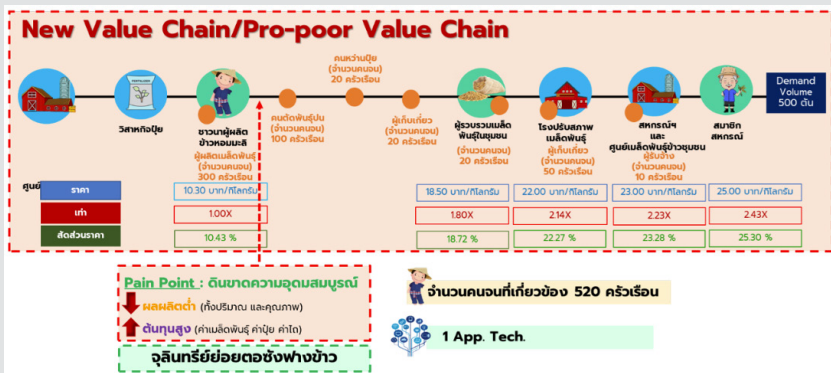 New Value Chain/Pro-poor Value Chain
คนหว่านปุ๋ย
(จำนวนคนจน)
20 ครัวเรือน
FERTILIZER
วิสาหกิจปุ๋ย
ชาวนาผู้ผลิต
ข้าวหอมมะลิ
ผู้ผลิตเมล็ดพันธุ์
(จำนวนคนจน)
300 ครัวเรือน
คนตัดพันธุ์ปน
(จำนวนคนจน)
100 ครัวเรือน
ผู้เก็บเกี่ยว
(จำนวนคนจน)
20 ครัวเรือน
ผู้รวบรวมเมล็ด
พันธุ์ในชุมชน
(จำนวนคนจน)
20 ครัวเรือน
โรงปรับสภาพ
เมล็ดพันธุ์
ผู้เก็บเกี่ยว
(จำนวนคนจน)
50 ครัวเรือน
สหกรณ์ฯ
และ
ศูนย์เมล็ดพันธุ์ข้าวชุมชน
ผู้รับจ้าง
(จำนวนคนจน)
10 ครัวเรือน
สมาชิก
สหกรณ์
Demand
Volume
500 ตัน
ศูนย์
ราคา 10.30 บาท/กิโลกรัม 18.50 บาท/กิโลกรัม 22.00 บาท/กิโลกรัม 23.00 บาท/กิโลกรัม 25.00 บาท/กิโลกรัม
เท่า 1.00X 1.80X 2.14X 2.23X 2.43X
สัดส่วนราคา 10.43 % 18.72 % 22.27 % 23.28 % 25.30 %
Pain Point : ดินขาดความอุดมสมบูรณ์
ผลผลิตต่ำ (ทั้งปริมาณ และคุณภาพ)
ต้นทุนสูง (ค่าเมล็ดพันธุ์ ค่าปุ๋ย ค่าไถ)
จุลินทรีย์ย่อยตอซังฟางข้าว
จำนวนคนจนที่เกี่ยวข้อง 520 ครัวเรือน
1 App. Tech.